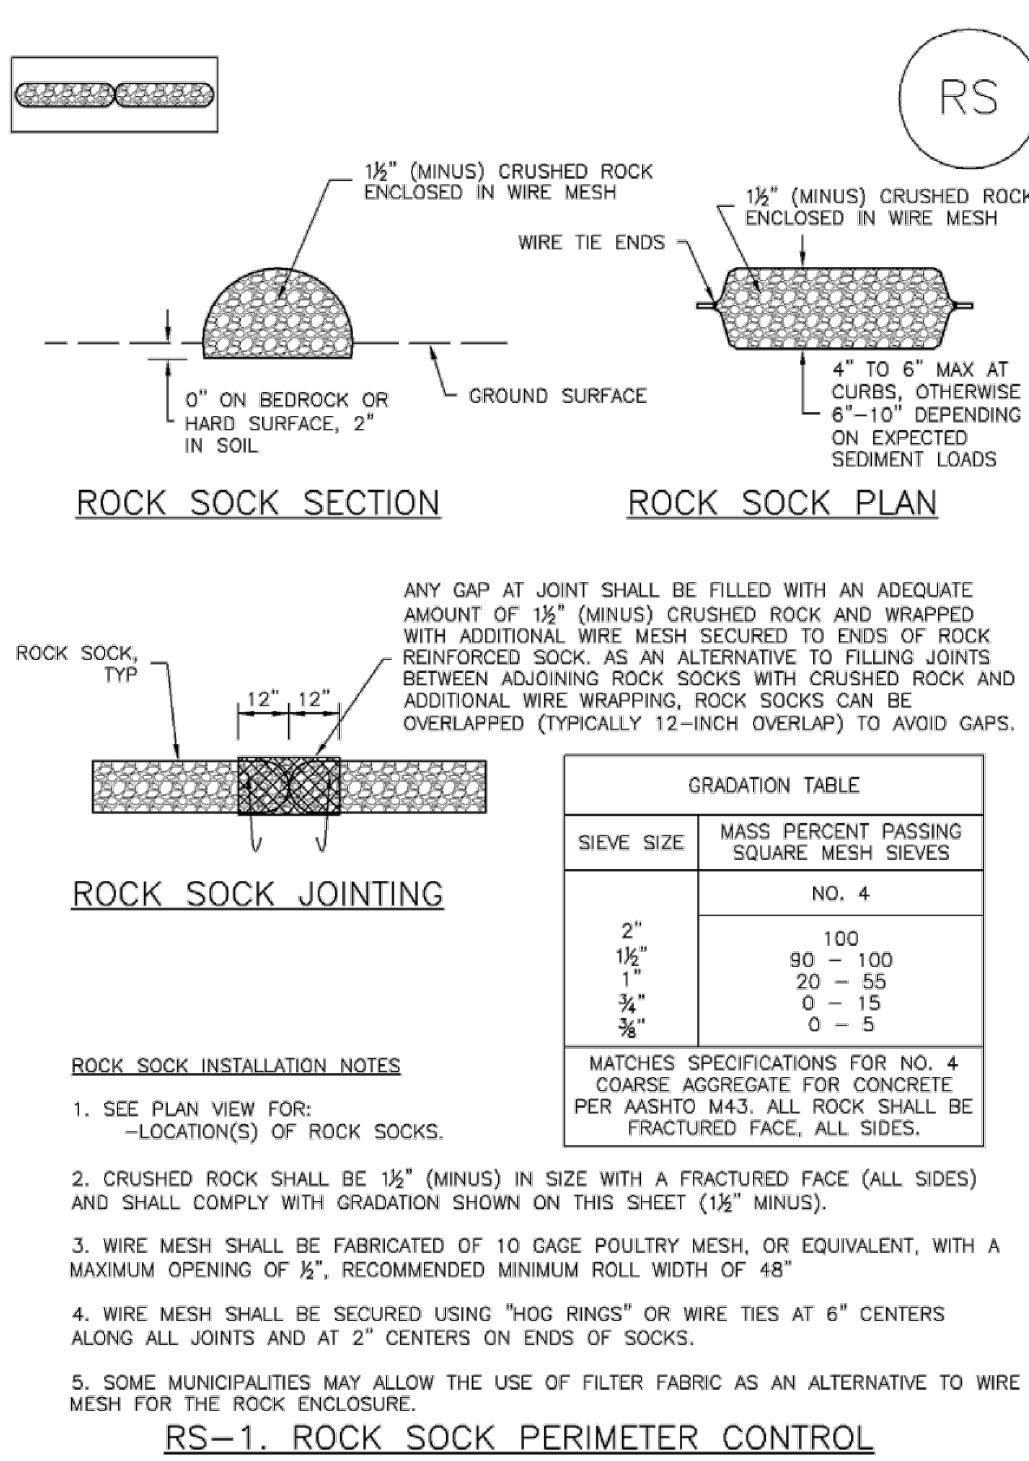 RS
1½" (MINUS) CRUSHED ROCK
ENCLOSED IN WIRE MESH
1½" (MINUS) CRUSHED ROCK
ENCLOSED IN WIRE MESH
WIRE TIE ENDS
GROUND SURFACE
0" ON BEDROCK OR
HARD SURFACE, 2"
IN SOIL
4" TO 6" MAX AT
CURBS, OTHERWISE
6"-10" DEPENDING
ON EXPECTED
SEDIMENT LOADS
ROCK SOCK SECTION
ROCK SOCK PLAN
ANY GAP AT JOINT SHALL BE FILLED WITH AN ADEQUATE
AMOUNT OF 1½" (MINUS) CRUSHED ROCK AND WRAPPED
WITH ADDITIONAL WIRE MESH SECURED TO ENDS OF ROCK
REINFORCED SOCK. AS AN ALTERNATIVE TO FILLING JOINTS
BETWEEN ADJOINING ROCK SOCKS WITH CRUSHED ROCK AND
ADDITIONAL WIRE WRAPPING, ROCK SOCKS CAN BE
OVERLAPPED (TYPICALLY 12-INCH OVERLAP) TO AVOID GAPS.
ROCK SOCK,
TYP
12" 12"
ROCK SOCK JOINTING
GRADATION TABLE
SIEVE SIZE
MASS PERCENT PASSING
SQUARE MESH SIEVES
NO. 4
2" 100
1½" 90 - 100
1" 20 - 55
¾" 0 - 15
⅜" 0 - 5
MATCHES SPECIFICATIONS FOR NO. 4
COARSE AGGREGATE FOR CONCRETE
PER AASHTO M43. ALL ROCK SHALL BE
FRACTURED FACE, ALL SIDES.
ROCK SOCK INSTALLATION NOTES
1. SEE PLAN VIEW FOR:
-LOCATION(S) OF ROCK SOCKS.
2. CRUSHED ROCK SHALL BE 1½" (MINUS) IN SIZE WITH A FRACTURED FACE (ALL SIDES)
AND SHALL COMPLY WITH GRADATION SHOWN ON THIS SHEET (1½" MINUS).
3. WIRE MESH SHALL BE FABRICATED OF 10 GAGE POULTRY MESH, OR EQUIVALENT, WITH A
MAXIMUM OPENING OF ½", RECOMMENDED MINIMUM ROLL WIDTH OF 48"
4. WIRE MESH SHALL BE SECURED USING "HOG RINGS" OR WIRE TIES AT 6" CENTERS
ALONG ALL JOINTS AND AT 2" CENTERS ON ENDS OF SOCKS.
5. SOME MUNICIPALITIES MAY ALLOW THE USE OF FILTER FABRIC AS AN ALTERNATIVE TO WIRE
MESH FOR THE ROCK ENCLOSURE.
RS-1. ROCK SOCK PERIMETER CONTROL